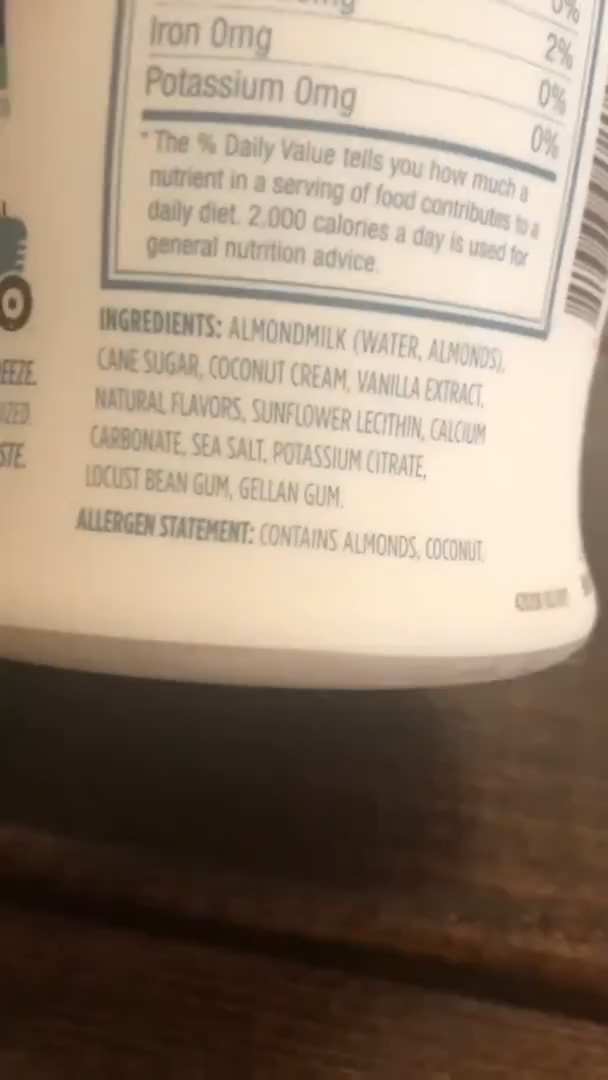 0%
Iron 0mg 2%
Potassium 0mg 0%
0%
* The % Daily Value tells you how much a
nutrient in a serving of food contributes to a
daily diet. 2,000 calories a day is used for
general nutrition advice.
INGREDIENTS: ALMONDMILK (WATER, ALMONDS),
CANE SUGAR, COCONUT CREAM, VANILLA EXTRACT,
NATURAL FLAVORS, SUNFLOWER LECITHIN, CALCIUM
CARBONATE, SEA SALT, POTASSIUM CITRATE,
LOCUST BEAN GUM, GELLAN GUM.
ALLERGEN STATEMENT: CONTAINS ALMONDS, COCONUT.